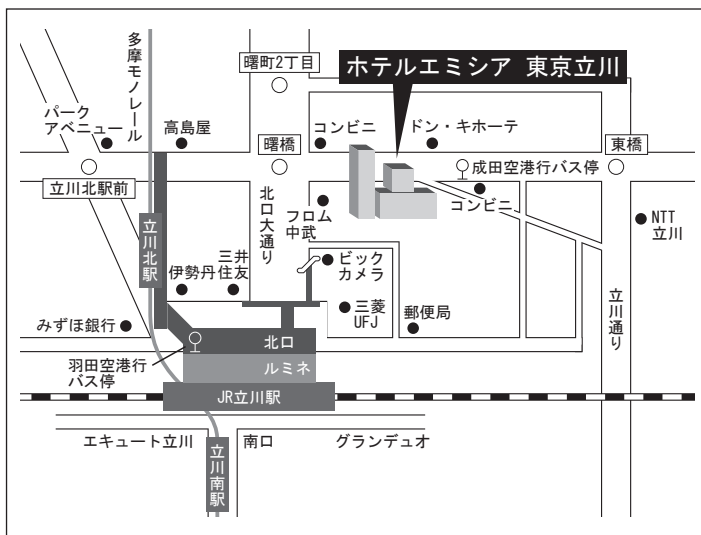 多摩モノレール
曙町2丁目
ホテルエミシア 東京立川
パーク
アベニュー
高島屋
曙橋
コンビニ
ドン・キホーテ
東橋
成田空港行バス停
コンビニ
立川北駅前
立川北駅
北口大通り
フロム
中武
NTT
立川
三井
住友
伊勢丹
ビック
カメラ
三菱
UFJ
郵便局
立川通り
みずほ銀行
北口
羽田空港行
バス停
ルミネ
JR立川駅
エキュート立川
南口
グランデュオ
立川南駅